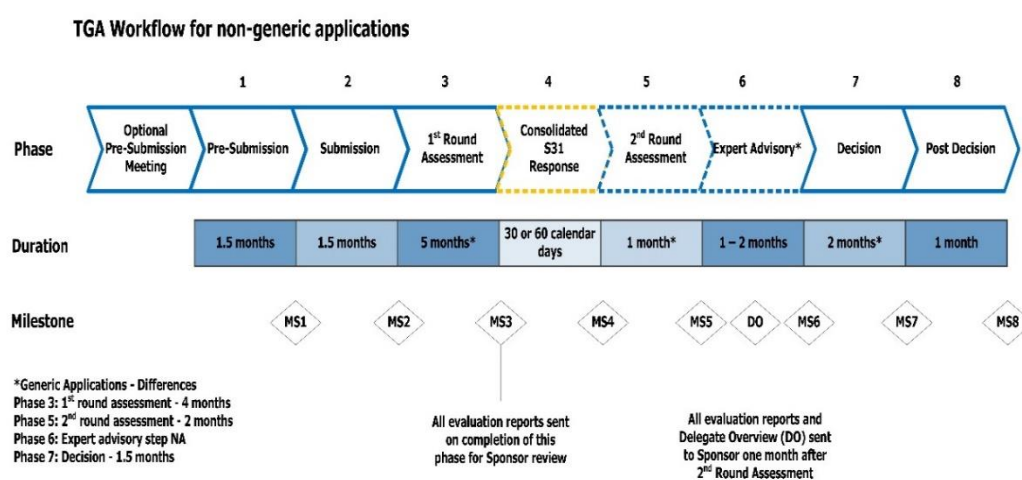 TGA Workflow for non-generic applications
1 2 3 4 5 6 7 8
Phase
Optional
Pre-Submission
Meeting
Pre-Submission
Submission
1st Round
Assessment
Consolidated
S31
Response
2nd Round
Assessment
Expert Advisory*
Decision
Post Decision
Duration
1.5 months
1.5 months
5 months*
30 or 60 calendar
days
1 month*
1 – 2 months
2 months*
1 month
Milestone
MS1
MS2
MS3
MS4
MS5
DO
MS6
MS7
MS8
*Generic Applications - Differences
Phase 3: 1st round assessment - 4 months
Phase 5: 2nd round assessment - 2 months
Phase 6: Expert advisory step NA
Phase 7: Decision - 1.5 months
All evaluation reports sent
on completion of this
phase for Sponsor review
All evaluation reports and
Delegate Overview (DO) sent
to Sponsor one month after
2nd Round Assessment